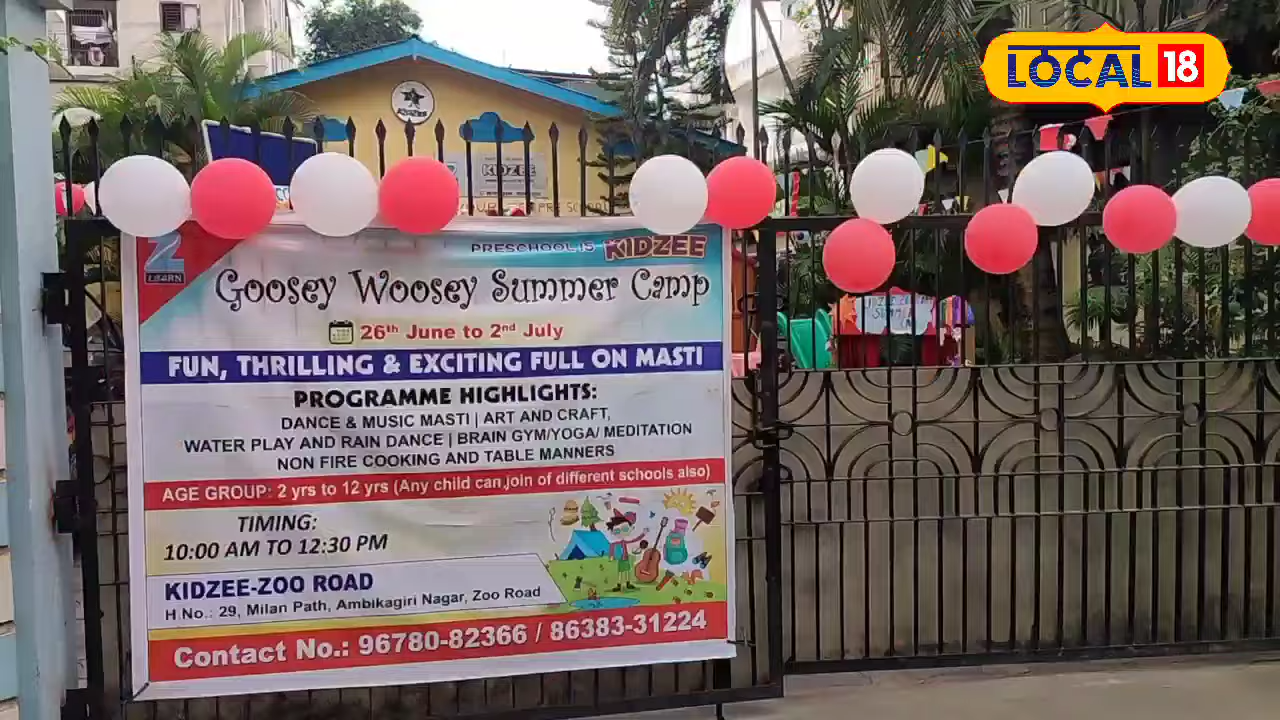 LOCAL 18
KIDZEE
Z
LEARN
PRESCHOOL IS KIDZEE
Goosey Woosey Summer Camp
26th June to 2nd July
FUN, THRILLING & EXCITING FULL ON MASTI
PROGRAMME HIGHLIGHTS:
DANCE & MUSIC MASTI | ART AND CRAFT,
WATER PLAY AND RAIN DANCE | BRAIN GYM/YOGA/ MEDITATION
NON FIRE COOKING AND TABLE MANNERS
AGE GROUP: 2 yrs to 12 yrs (Any child can join of different schools also)
TIMING:
10:00 AM TO 12:30 PM
KIDZEE-ZOO ROAD
H.No.: 29, Milan Path, Ambikagiri Nagar, Zoo Road
Contact No.: 96780-82366 / 86383-31224